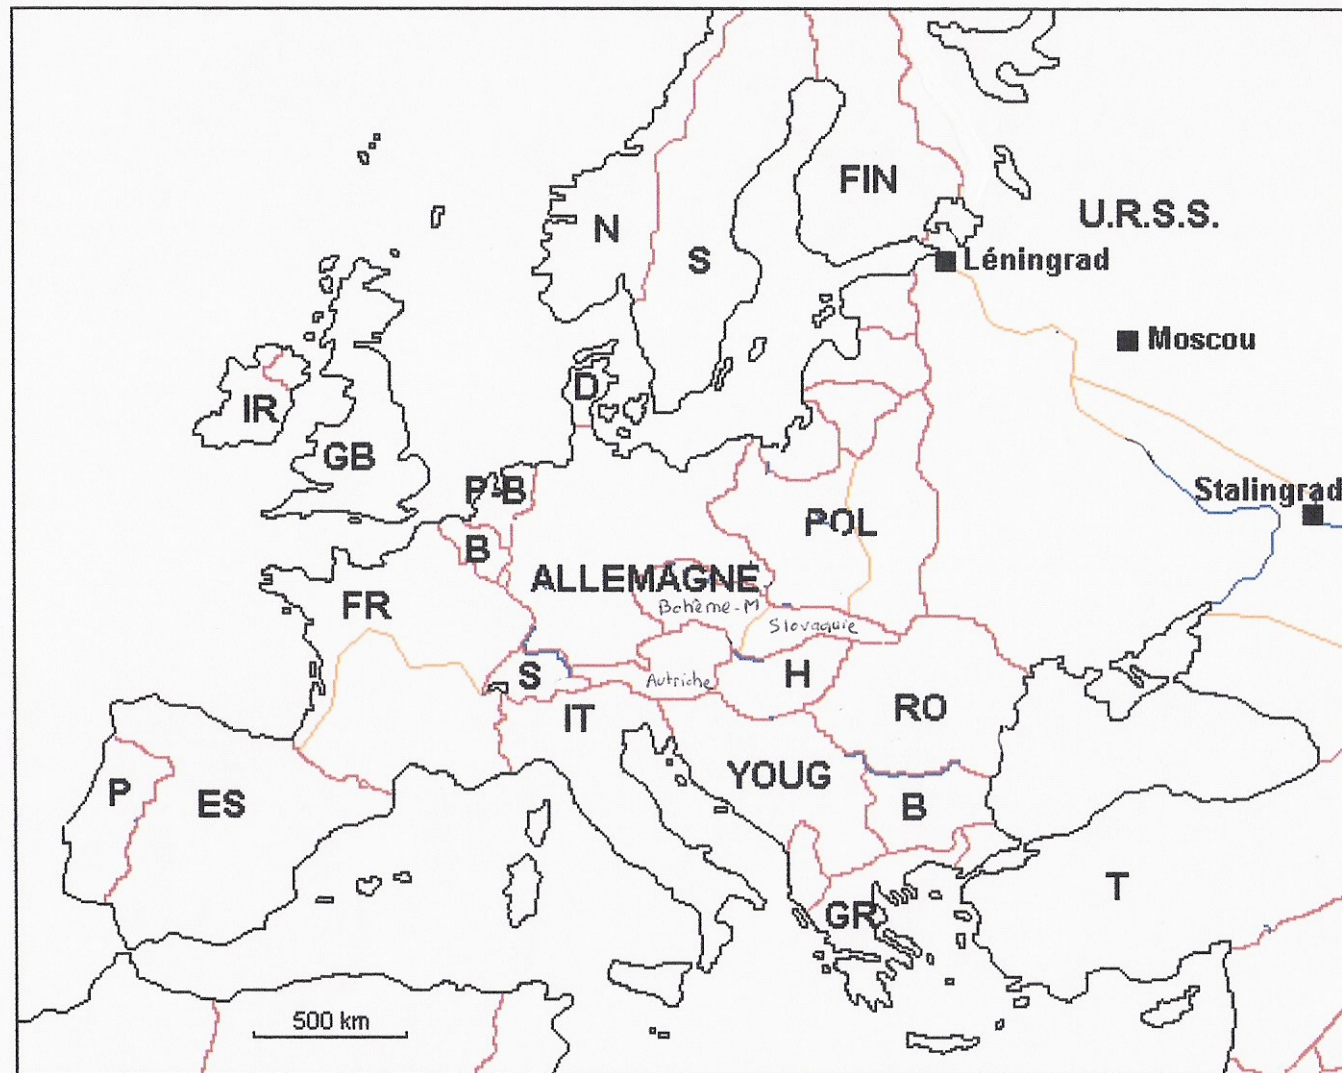 FIN
U.R.S.S.
N
S
Léningrad
Moscou
D
IR
GB
P-B
Stalingrad
POL
B
ALLEMAGNE
FR
Bohème-M
Slovaquie
S
Autriche
H
IT
RO
YOUG
P
ES
B
T
GR
500 km